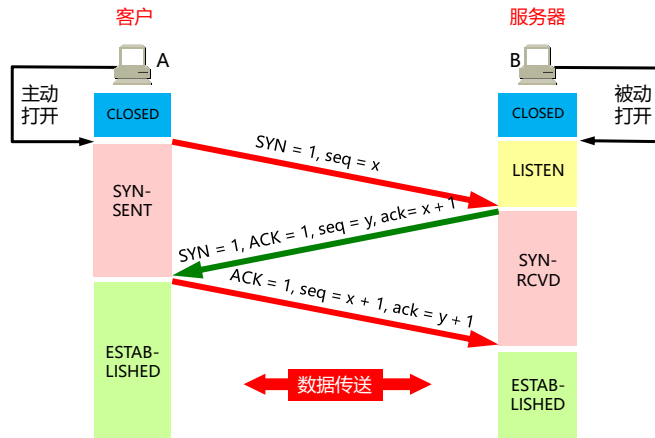 客户
服务器
A
B
主动
打开
被动
打开
CLOSED
CLOSED
SYN = 1, seq = x
LISTEN
SYN-
SENT
SYN = 1, ACK = 1, seq = y, ack= x + 1
SYN-
RCVD
ACK = 1, seq = x + 1, ack = y + 1
ESTAB-
LISHED
数据传送
ESTAB-
LISHED